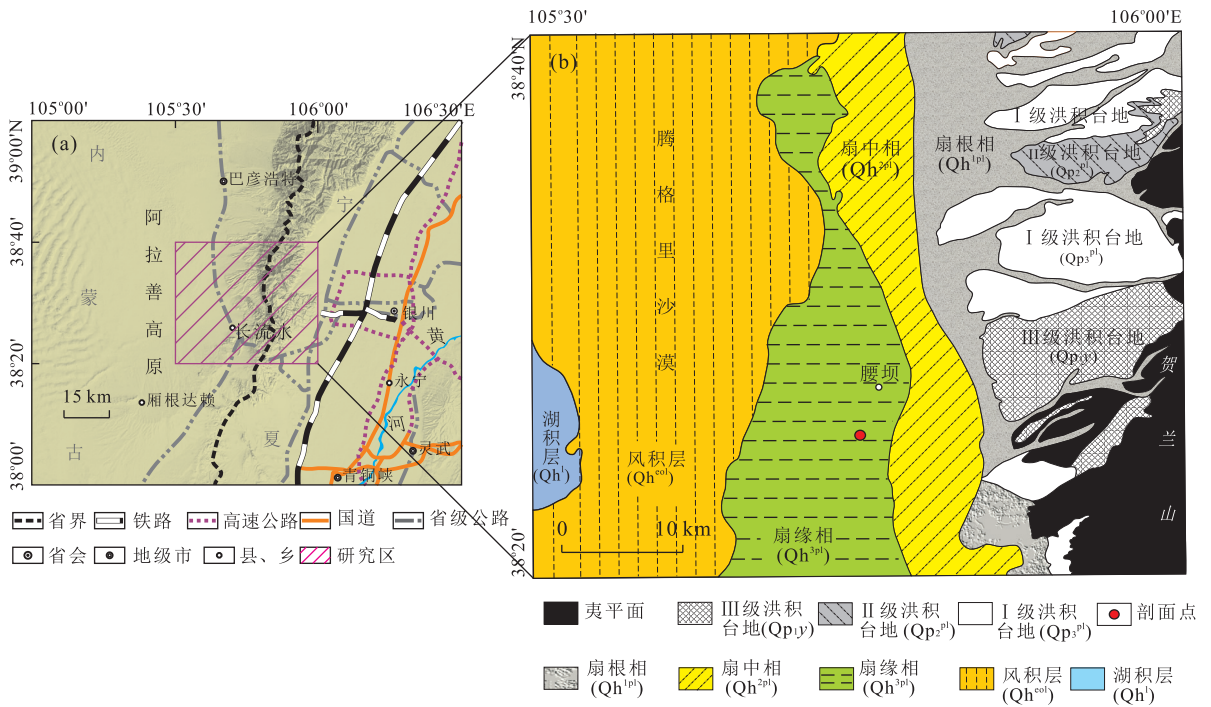 105°00'
105°30'
106°00'
106°30'E
39°00'N
38°40'
38°20'
38°00'
(a)
内
蒙
古
阿
拉
善
高
原
巴彦浩特
宁
夏
长流水
银川
黄
河
永宁
厢根达赖
灵武
青铜峡
15 km
省界
铁路
高速公路
国道
省级公路
省会
地级市
县、乡
研究区
105°30'
106°00'E
38°40'N
38°20'
(b)
腾
格
里
沙
漠
扇中相
(Qh2pl)
扇根相
(Qh1pl)
Ⅰ级洪积台地
Ⅱ级洪积台地
(Qp2pl)
Ⅰ级洪积台地
(Qp3pl)
Ⅲ级洪积台地
(Qp1y)
贺
兰
山
腰坝
湖
积
层
(Qhl)
风积层
(Qheol)
扇缘相
(Qh3pl)
0
10 km
夷平面
Ⅲ级洪积
台地(Qp1y)
Ⅱ级洪积
台地(Qp2pl)
Ⅰ级洪积
台地(Qp3pl)
剖面点
扇根相
(Qh1pl)
扇中相
(Qh2pl)
扇缘相
(Qh3pl)
风积层
(Qheol)
湖积层
(Qhl)